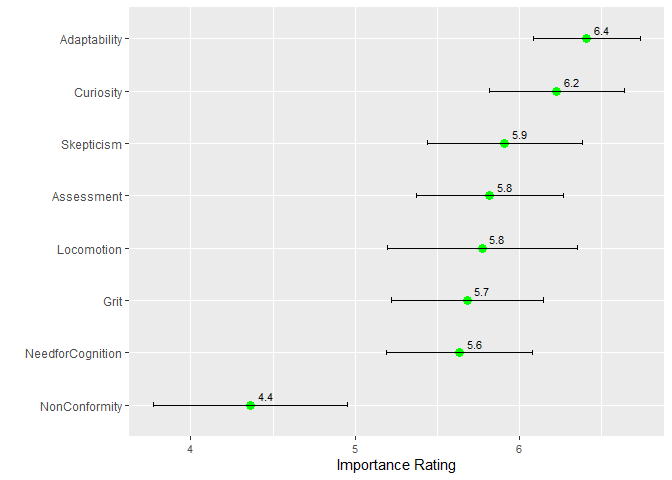 Adaptability
6.4
Curiosity
6.2
Skepticism
5.9
Assessment
5.8
Locomotion
5.8
Grit
5.7
NeedforCognition
5.6
NonConformity
4.4
4 5 6
Importance Rating